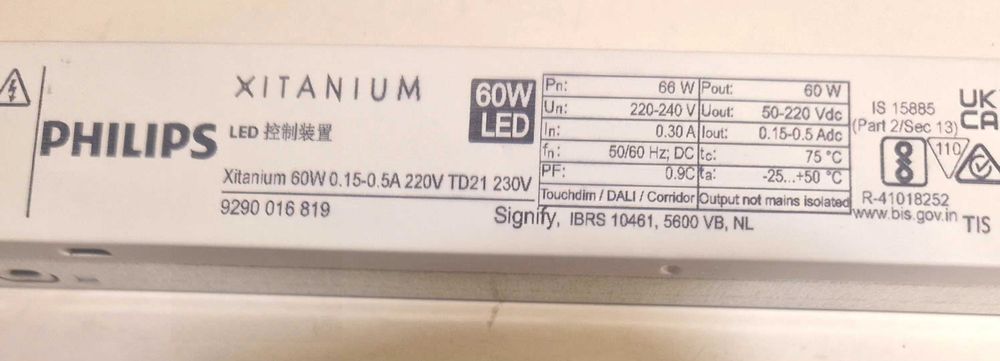 PHILIPS
XITANIUM
LED 控制装置
Xitanium 60W 0.15-0.5A 220V TD21 230V
9290 016 819
60W
LED
Pn: 66 W Pout: 60 W
Un: 220-240 V Uout: 50-220 Vdc
In: 0.30 A Iout: 0.15-0.5 Adc
fn: 50/60 Hz; DC tc: 75 °C
PF: 0.9C ta: -25...+50 °C
Touchdim / DALI / Corridor Output not mains isolated
Signify, IBRS 10461, 5600 VB, NL
IS 15885
(Part 2/Sec 13)
R-41018252
www.bis.gov.in
UK
CA
110
TIS